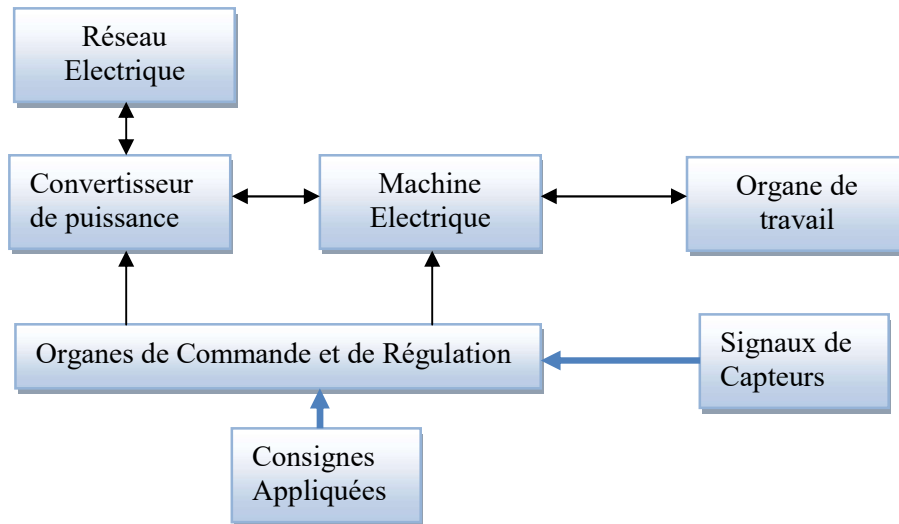 Réseau
Electrique
Convertisseur
de puissance
Machine
Electrique
Organe de
travail
Organes de Commande et de Régulation
Signaux de
Capteurs
Consignes
Appliquées